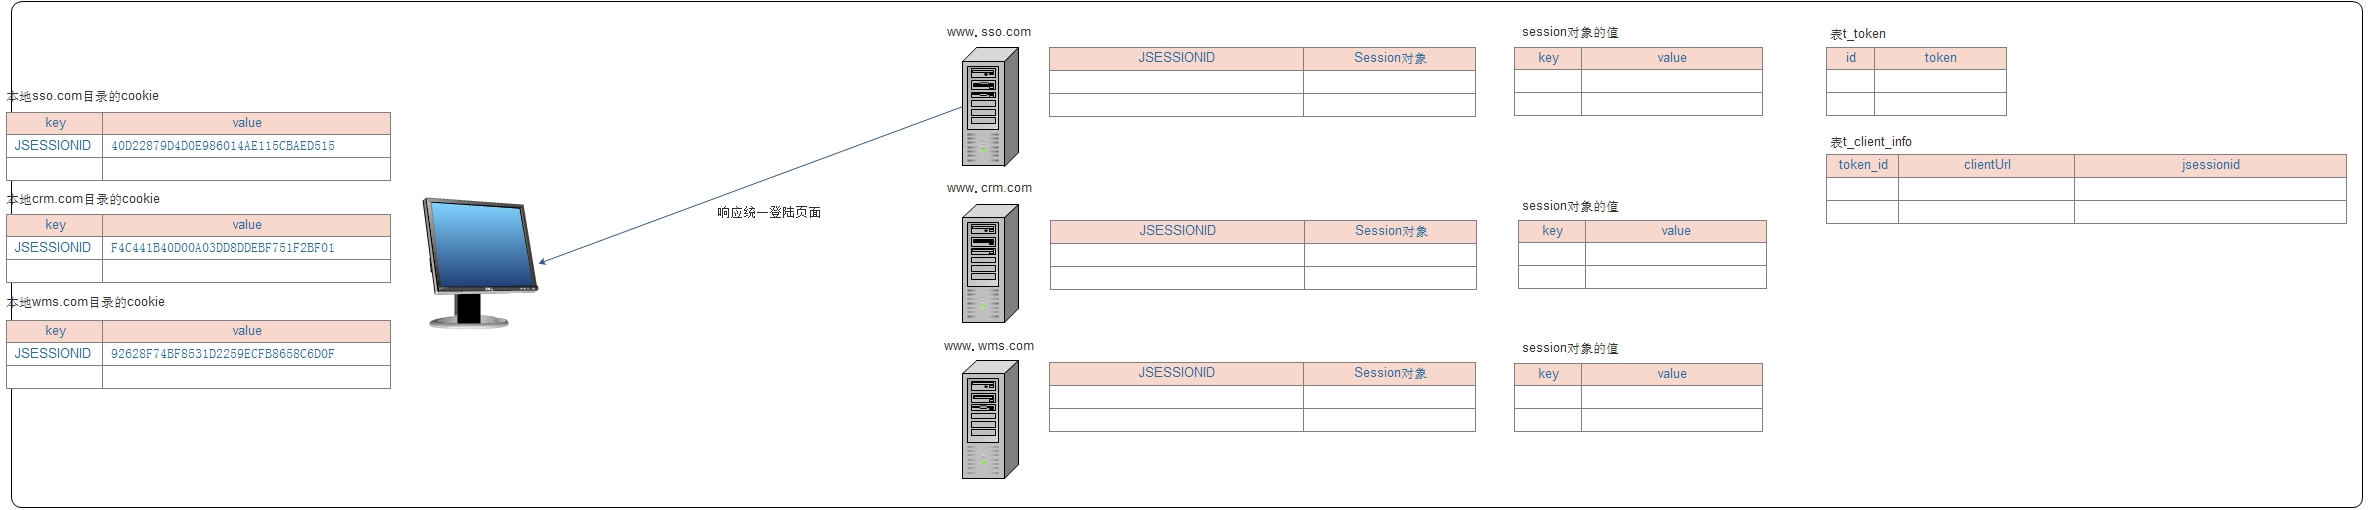 本地sso.com目录的cookie
key value
JSESSIONID 40D22879D4D0E986014AE115CBAED515
本地crm.com目录的cookie
key value
JSESSIONID F4C441B40D00A03DD8DDEBF751F2BF01
本地wms.com目录的cookie
key value
JSESSIONID 92628F74BF8531D2259ECFB8658C6D0F
响应统一登陆页面
www.sso.com
JSESSIONID Session对象
session对象的值
key value
表t_token
id token
表t_client_info
token_id clientUrl jsessionid
www.crm.com
JSESSIONID Session对象
session对象的值
key value
www.wms.com
JSESSIONID Session对象
session对象的值
key value